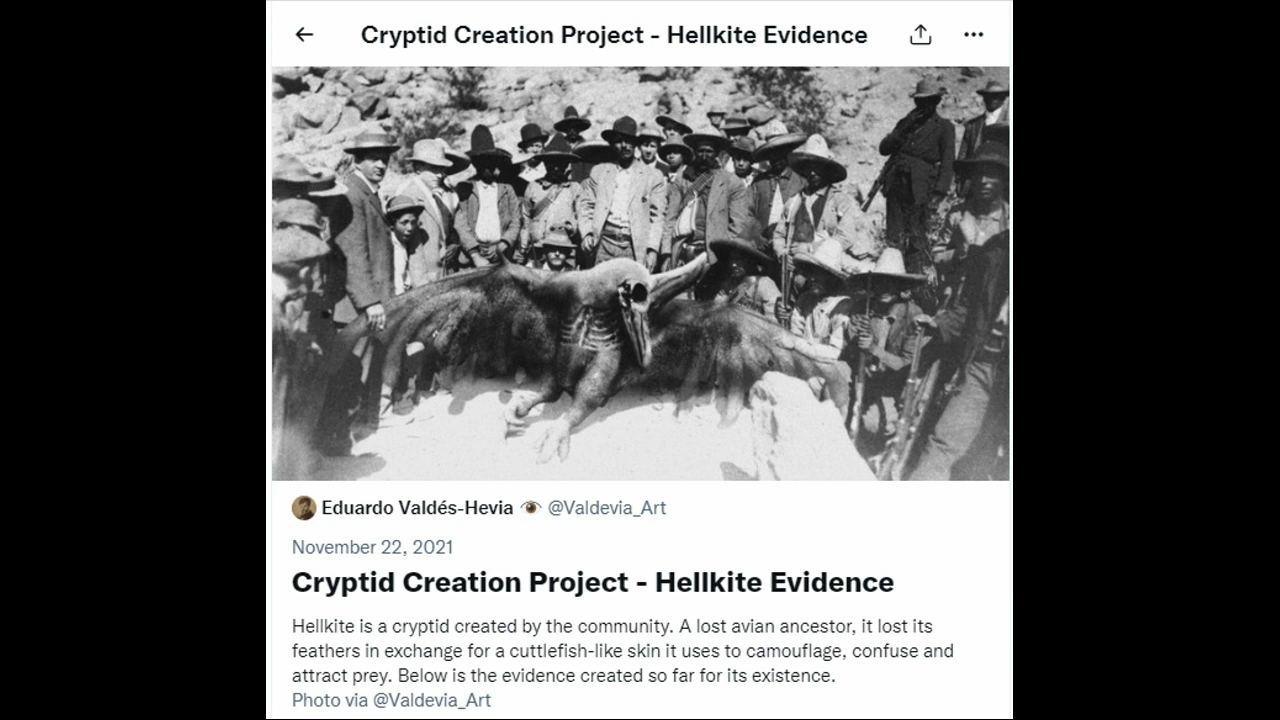 Cryptid Creation Project - Hellkite Evidence
Eduardo Valdés-Hevia 👁 @Valdevia_Art
November 22, 2021
Cryptid Creation Project - Hellkite Evidence
Hellkite is a cryptid created by the community. A lost avian ancestor, it lost its
feathers in exchange for a cuttlefish-like skin it uses to camouflage, confuse and
attract prey. Below is the evidence created so far for its existence.
Photo via @Valdevia_Art